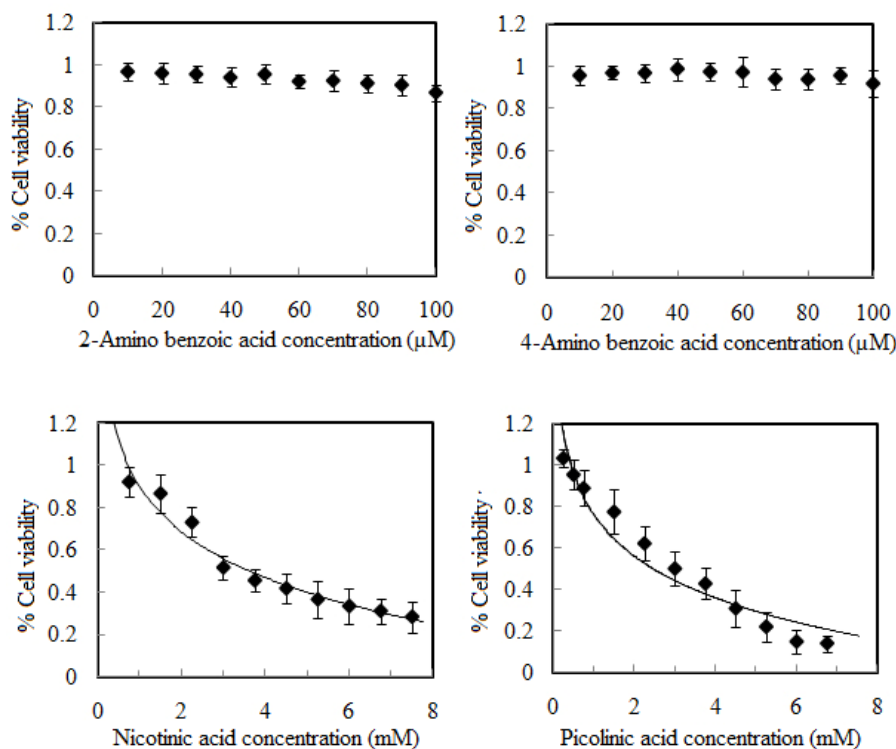 1.2
1
0.8
0.6
0.4
0.2
0
% Cell viability
0 20 40 60 80 100
2-Amino benzoic acid concentration (µM)
1.2
1
0.8
0.6
0.4
0.2
0
% Cell viability
0 20 40 60 80 100
4-Amino benzoic acid concentration (µM)
1.2
1
0.8
0.6
0.4
0.2
0
% Cell viability
0 2 4 6 8
Nicotinic acid concentration (mM)
1.2
1
0.8
0.6
0.4
0.2
0
% Cell viability
0 2 4 6 8
Picolinic acid concentration (mM)